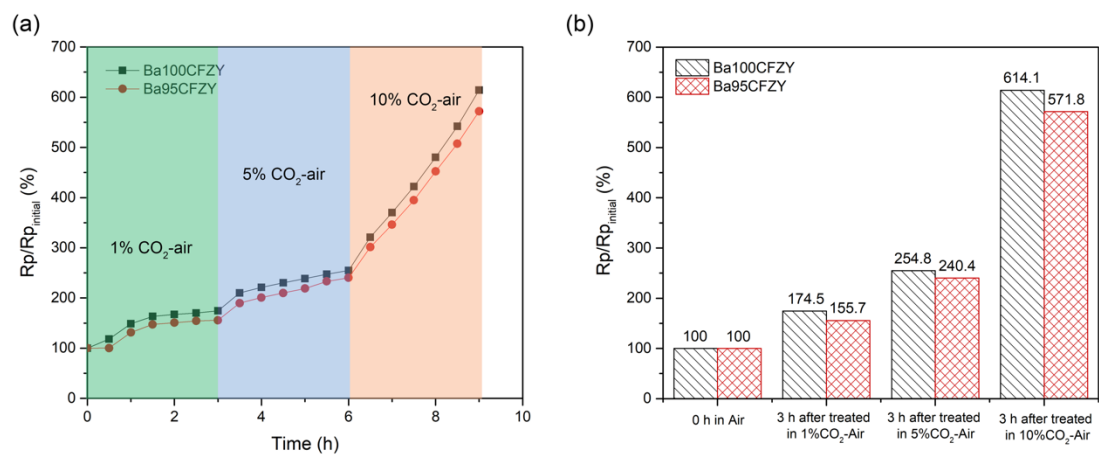 (a)
700
600
500
400
300
200
100
0
Rp/Rp_initial (%)
Ba100CFZY
Ba95CFZY
1% CO₂-air
5% CO₂-air
10% CO₂-air
0 2 4 6 8 10
Time (h)
(b)
700
600
500
400
300
200
100
0
Rp/Rp_initial (%)
Ba100CFZY
Ba95CFZY
100 100
174.5 155.7
254.8 240.4
614.1 571.8
0 h in Air
3 h after treated
in 1%CO₂-Air
3 h after treated
in 5%CO₂-Air
3 h after treated
in 10%CO₂-Air